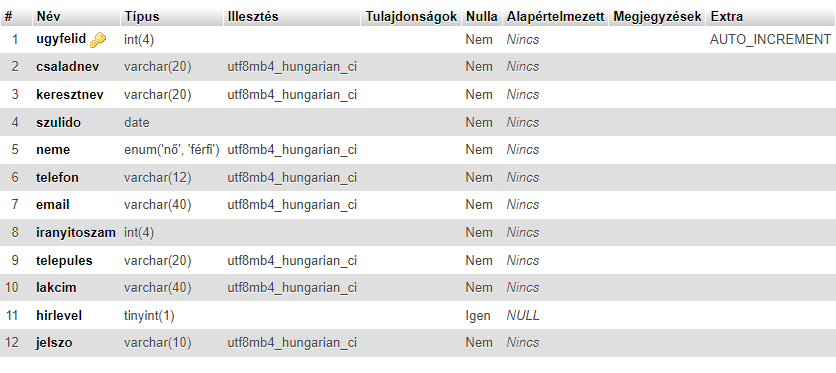 # Név Típus Illesztés Tulajdonságok Nulla Alapértelmezett Megjegyzések Extra
1 ugyfelid int(4) Nem Nincs AUTO_INCREMENT
2 csaladnev varchar(20) utf8mb4_hungarian_ci Nem Nincs
3 keresztnev varchar(20) utf8mb4_hungarian_ci Nem Nincs
4 szulido date Nem Nincs
5 neme enum('nő', 'férfi') utf8mb4_hungarian_ci Nem Nincs
6 telefon varchar(12) utf8mb4_hungarian_ci Nem Nincs
7 email varchar(40) utf8mb4_hungarian_ci Nem Nincs
8 iranyitoszam int(4) Nem Nincs
9 telepules varchar(20) utf8mb4_hungarian_ci Nem Nincs
10 lakcim varchar(40) utf8mb4_hungarian_ci Nem Nincs
11 hirlevel tinyint(1) Igen NULL
12 jelszo varchar(10) utf8mb4_hungarian_ci Nem Nincs